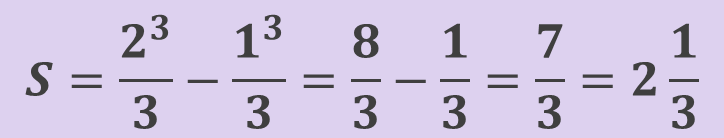 S = 2³/3 − 1³/3 = 8/3 − 1/3 = 7/3 = 2 1/3